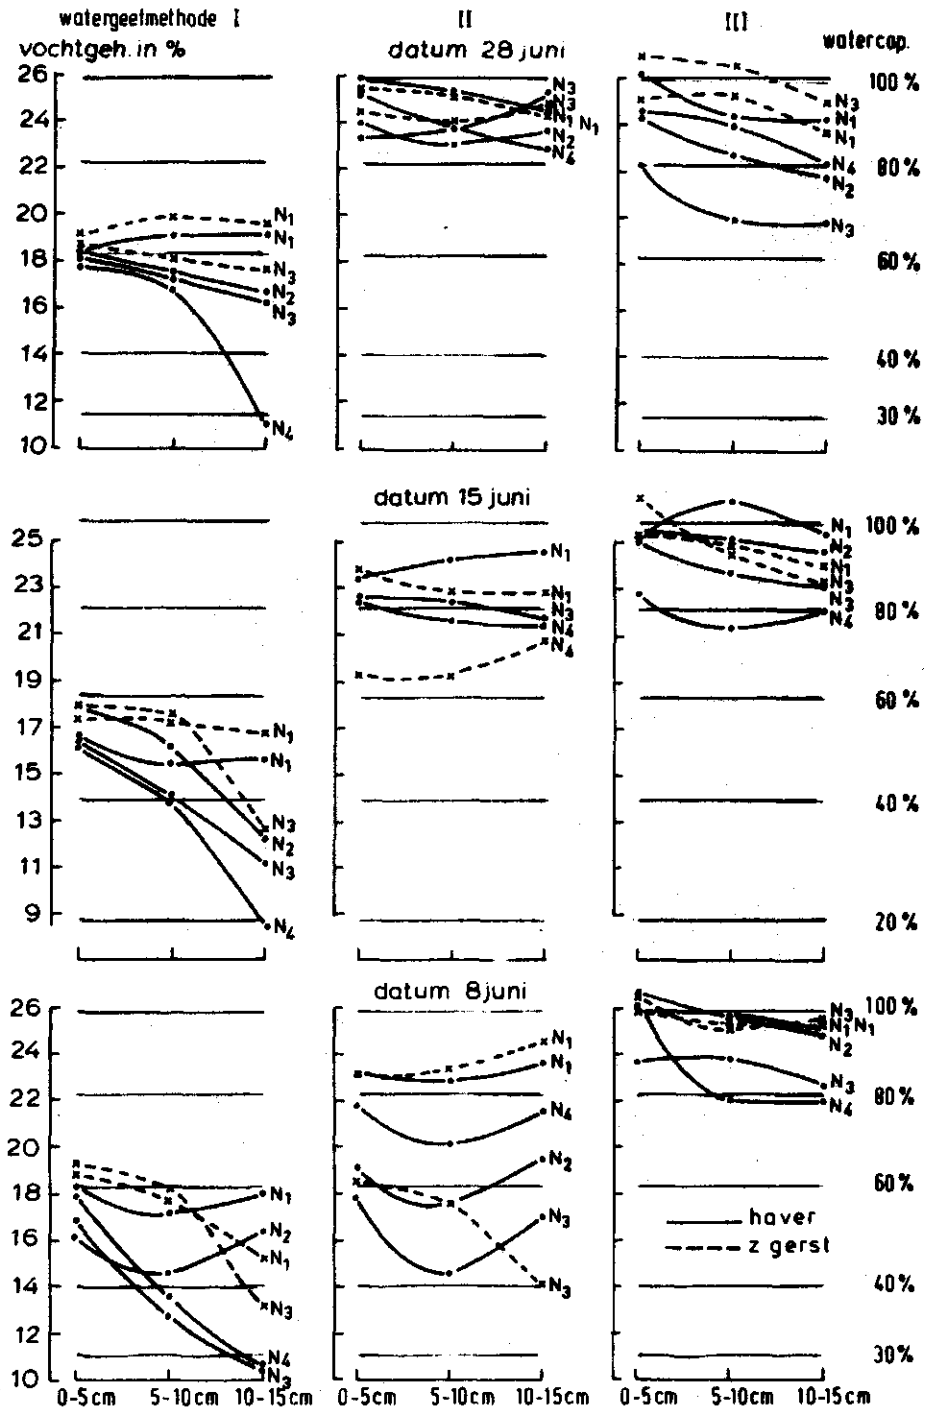 watergeefmethode I II III
vochtgeh. in % datum 28 juni watercap.
26 100 %
24 N3 N3 N3
N1 N1 N1 N1
22 N2 N4 N4 80 %
20 N1 N2
N1 N3
18 N3 60 %
N2
16 N3
14 40 %
12 N4 30 %
10
datum 15 juni
25 N1 N1 100 %
N2
23 N1 N1
N3 N3
21 N4 N3 80 %
N4 N4
19 60 %
17 N1
15 N1
13 N3 40 %
N2
11 N3
9 N4 20 %
datum 8 juni
26 N3 100 %
N1 N1 N1
24 N1 N2
22 N4 N3 80 %
N4
20 N2
18 N1 60 %
N2 N3 haver
16 N1 z gerst
14 N3 N3 40 %
12 N4 30 %
10 N3
0-5cm 5-10cm 10-15cm 0-5cm 5-10cm 10-15cm 0-5cm 5-10cm 10-15cm